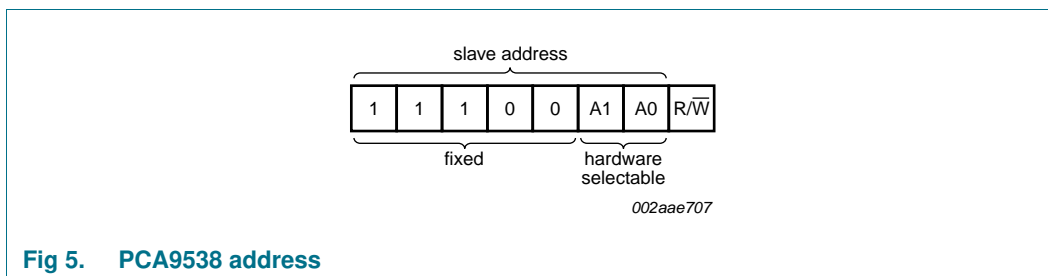 slave address
1 1 1 0 0 A1 A0 R/W̅
fixed
hardware
selectable
002aae707
Fig 5. PCA9538 address